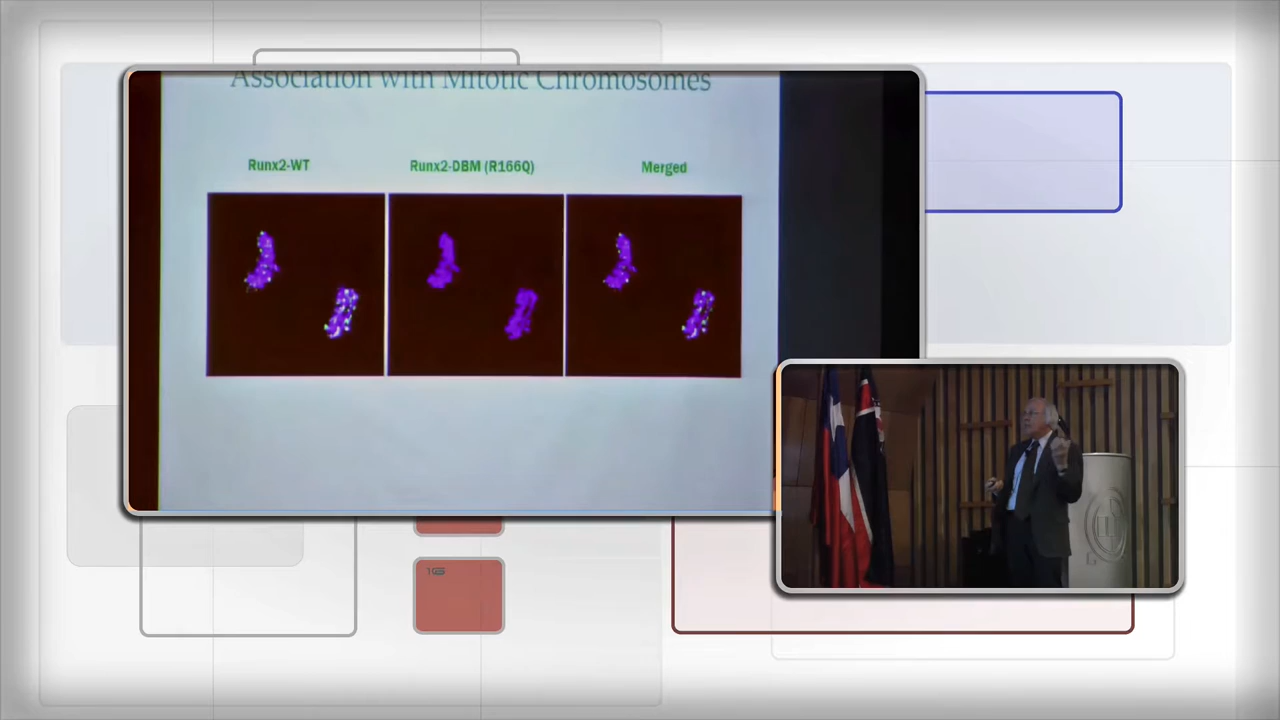 Association with Mitotic Chromosomes
Runx2-WT
Runx2-DBM (R166Q)
Merged